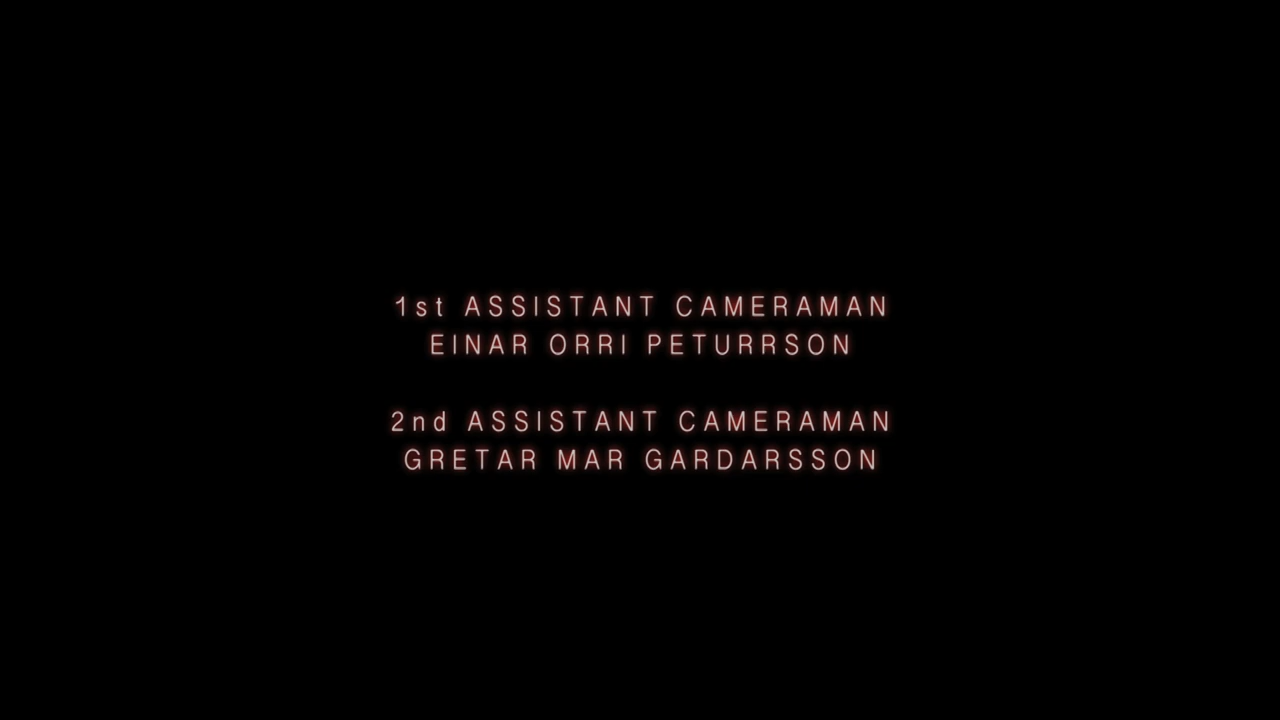 1st ASSISTANT CAMERAMAN
EINAR ORRI PETURRSON
2nd ASSISTANT CAMERAMAN
GRETAR MAR GARDARSSON